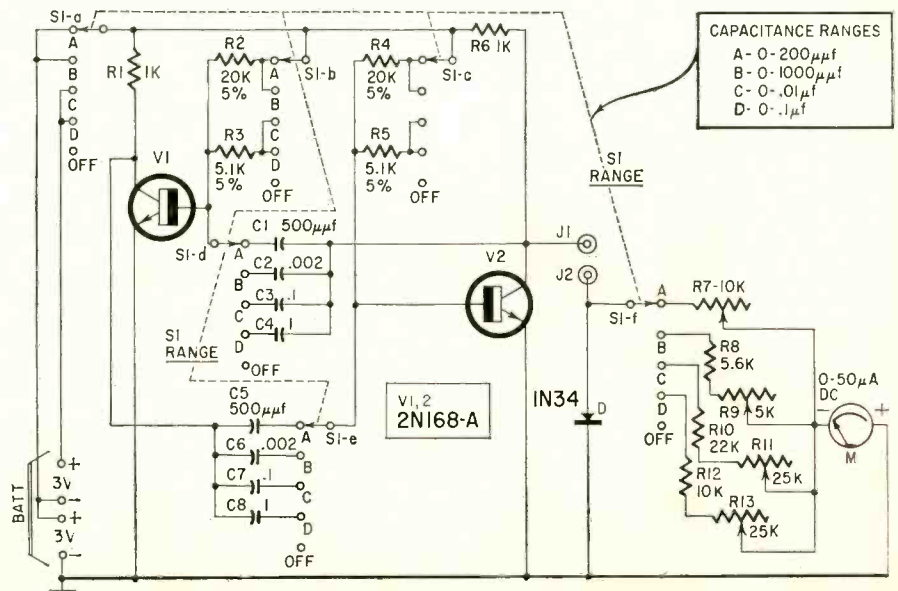 S1-a
A
B
C
D
OFF
R1
1K
R2
20K
5%
R3
5.1K
5%
A
B
C
D
OFF
S1-b
R4
20K
5%
R5
5.1K
5%
S1-c
OFF
R6 1K
CAPACITANCE RANGES
A- 0-200μμf
B- 0-1000μμf
C- 0-.01μf
D- 0-.1μf
S1
RANGE
V1
S1-d
A
B
C
D
OFF
C1 500μμf
C2 .002
C3 .1
C4 1
S1
RANGE
V2
J1
J2
S1-f
A
B
C
D
OFF
R7-10K
R8
5.6K
R9 5K
R10
22K
R11
25K
R12
10K
R13
25K
0-50μA
DC
-
+
M
C5
500μμf
C6 .002
C7 .1
C8 1
A
B
C
D
OFF
S1-e
V1, 2
2N168-A
1N34
D
BATT
+
3V
-
+
3V
-